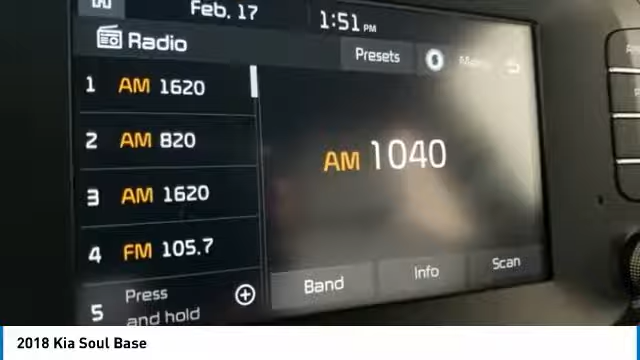 Feb. 17
1:51 PM
Radio
Presets
1 AM 1620
2 AM 820
3 AM 1620
4 FM 105.7
5 Press and hold
AM 1040
Band
Info
Scan
2018 Kia Soul Base